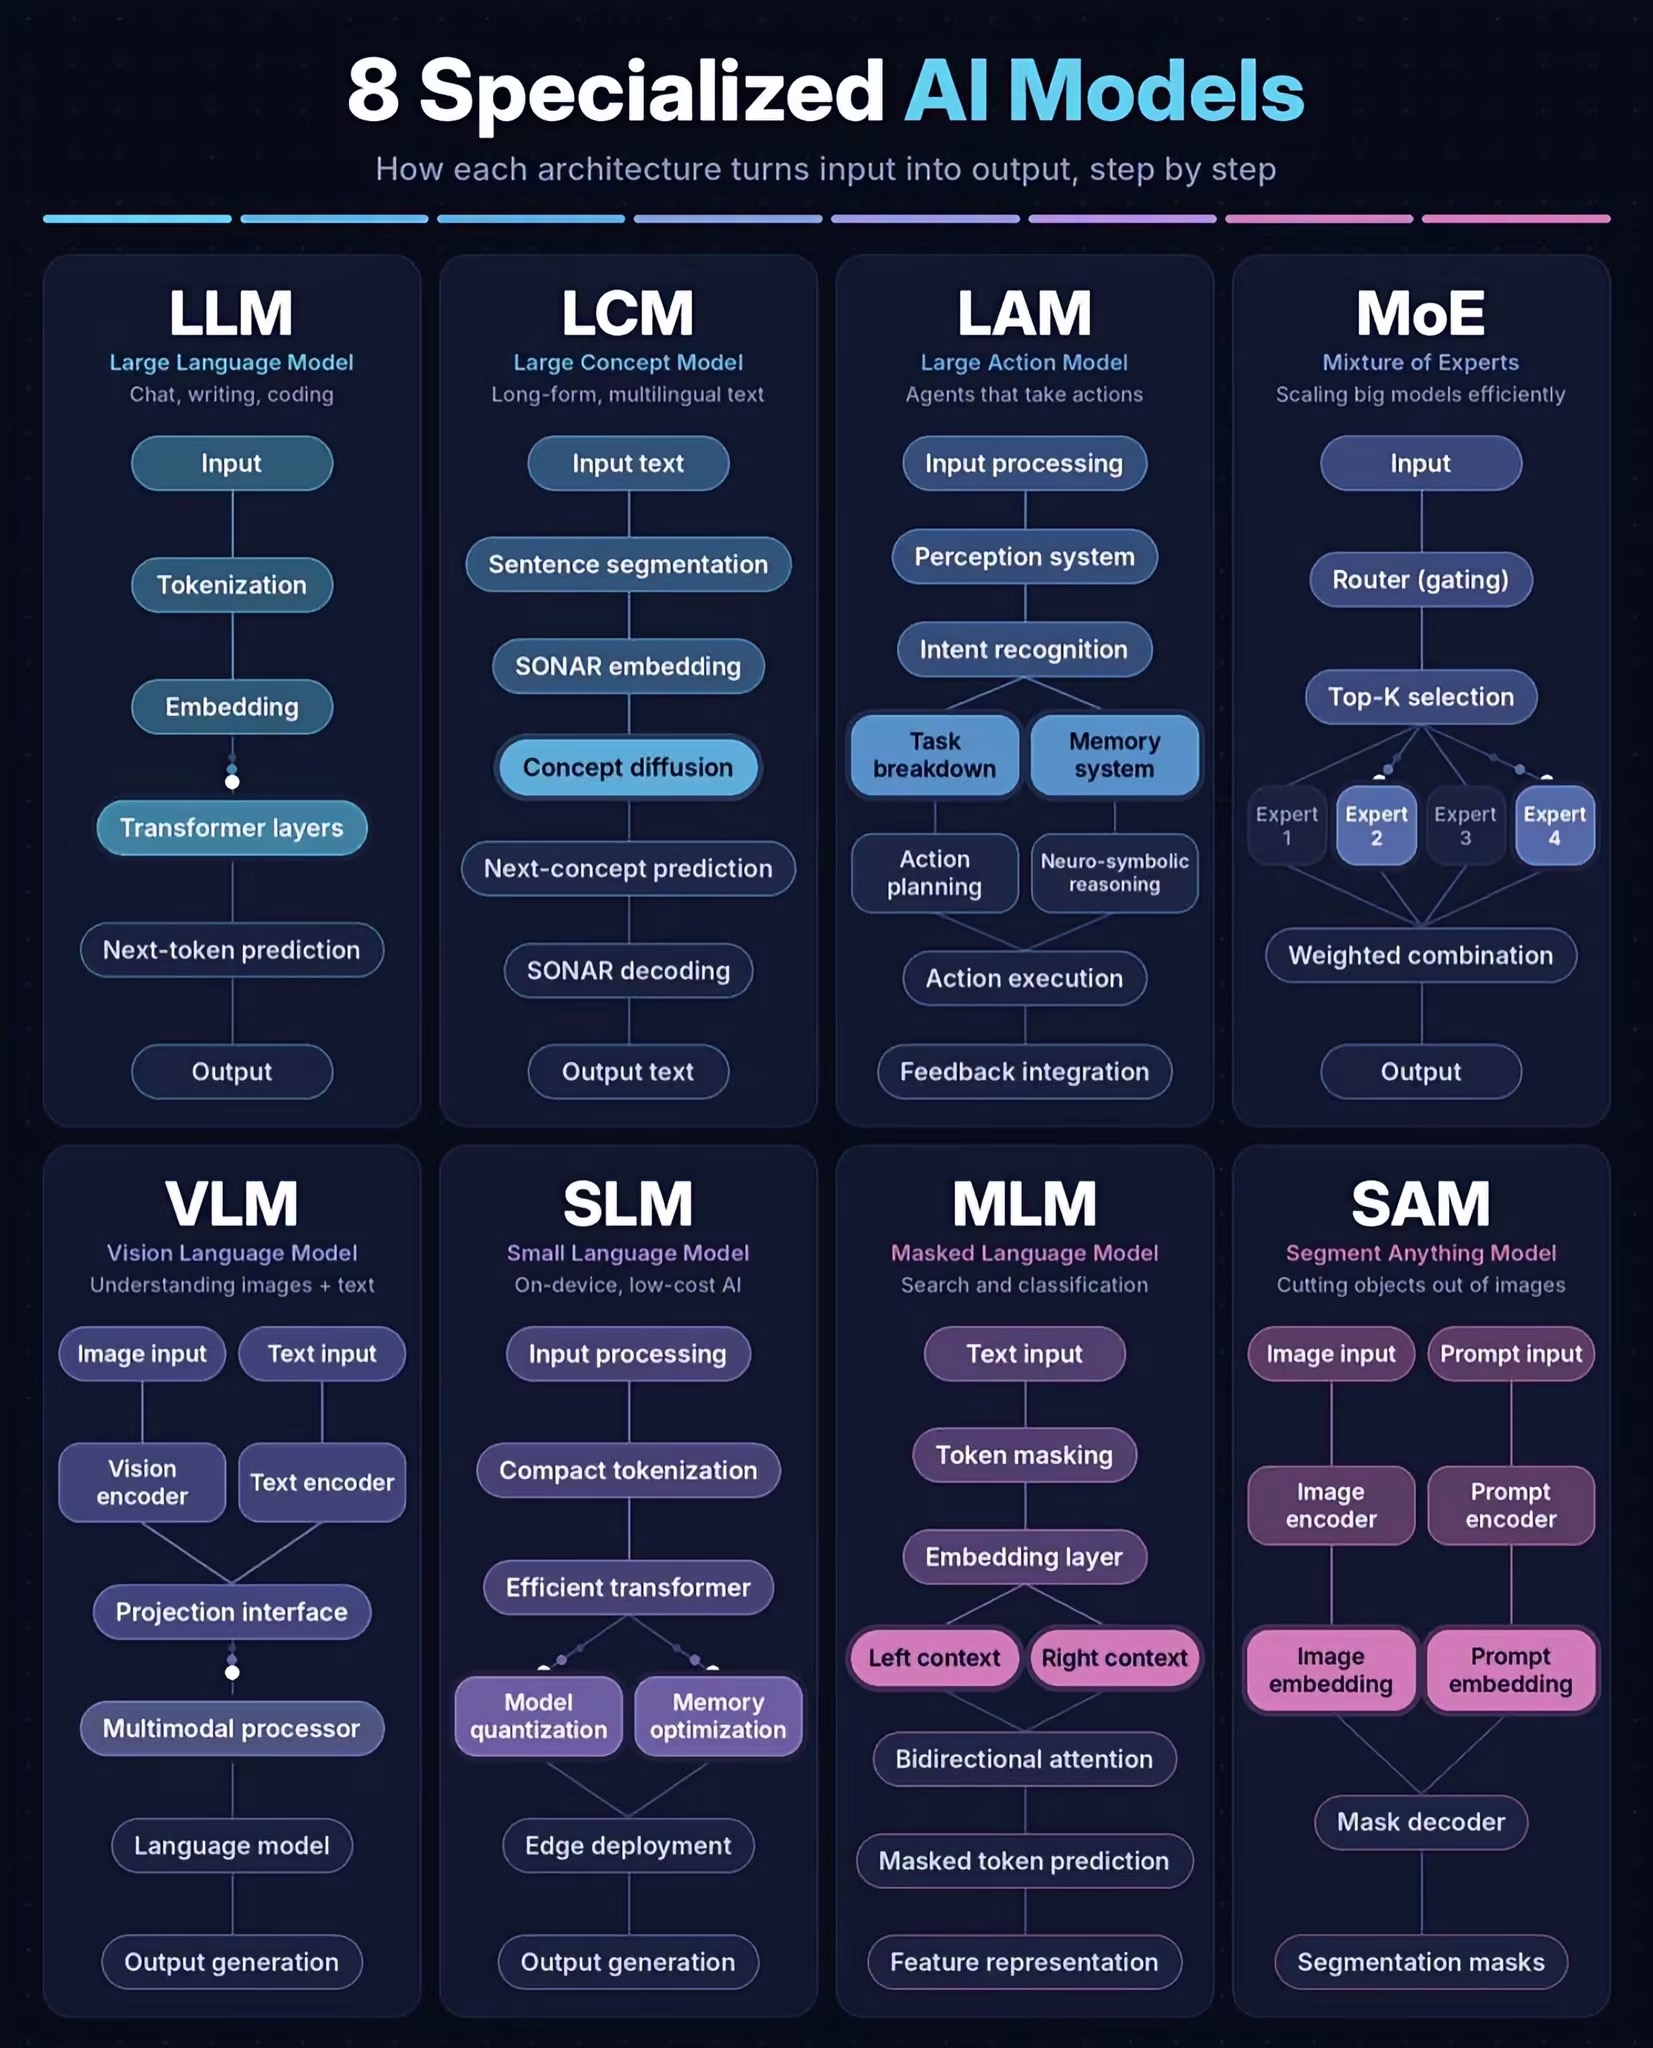 8 Specialized AI Models
How each architecture turns input into output, step by step
LLM
Large Language Model
Chat, writing, coding
Input
Tokenization
Embedding
Transformer layers
Next-token prediction
Output
LCM
Large Concept Model
Long-form, multilingual text
Input text
Sentence segmentation
SONAR embedding
Concept diffusion
Next-concept prediction
SONAR decoding
Output text
LAM
Large Action Model
Agents that take actions
Input processing
Perception system
Intent recognition
Task
breakdown
Memory
system
Action
planning
Neuro-symbolic
reasoning
Action execution
Feedback integration
MoE
Mixture of Experts
Scaling big models efficiently
Input
Router (gating)
Top-K selection
Expert
1
Expert
2
Expert
3
Expert
4
Weighted combination
Output
VLM
Vision Language Model
Understanding images + text
Image input
Text input
Vision
encoder
Text encoder
Projection interface
Multimodal processor
Language model
Output generation
SLM
Small Language Model
On-device, low-cost AI
Input processing
Compact tokenization
Efficient transformer
Model
quantization
Memory
optimization
Edge deployment
Output generation
MLM
Masked Language Model
Search and classification
Text input
Token masking
Embedding layer
Left context
Right context
Bidirectional attention
Masked token prediction
Feature representation
SAM
Segment Anything Model
Cutting objects out of images
Image input
Prompt input
Image
encoder
Prompt
encoder
Image
embedding
Prompt
embedding
Mask decoder
Segmentation masks